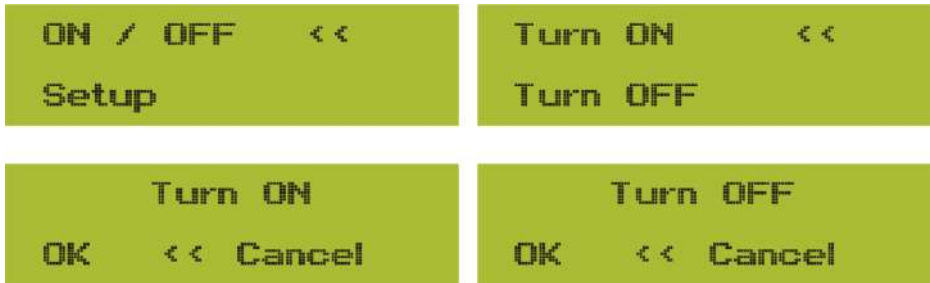 ON / OFF <<
Setup
Turn ON <<
Turn OFF
Turn ON
OK << Cancel
Turn OFF
OK << Cancel